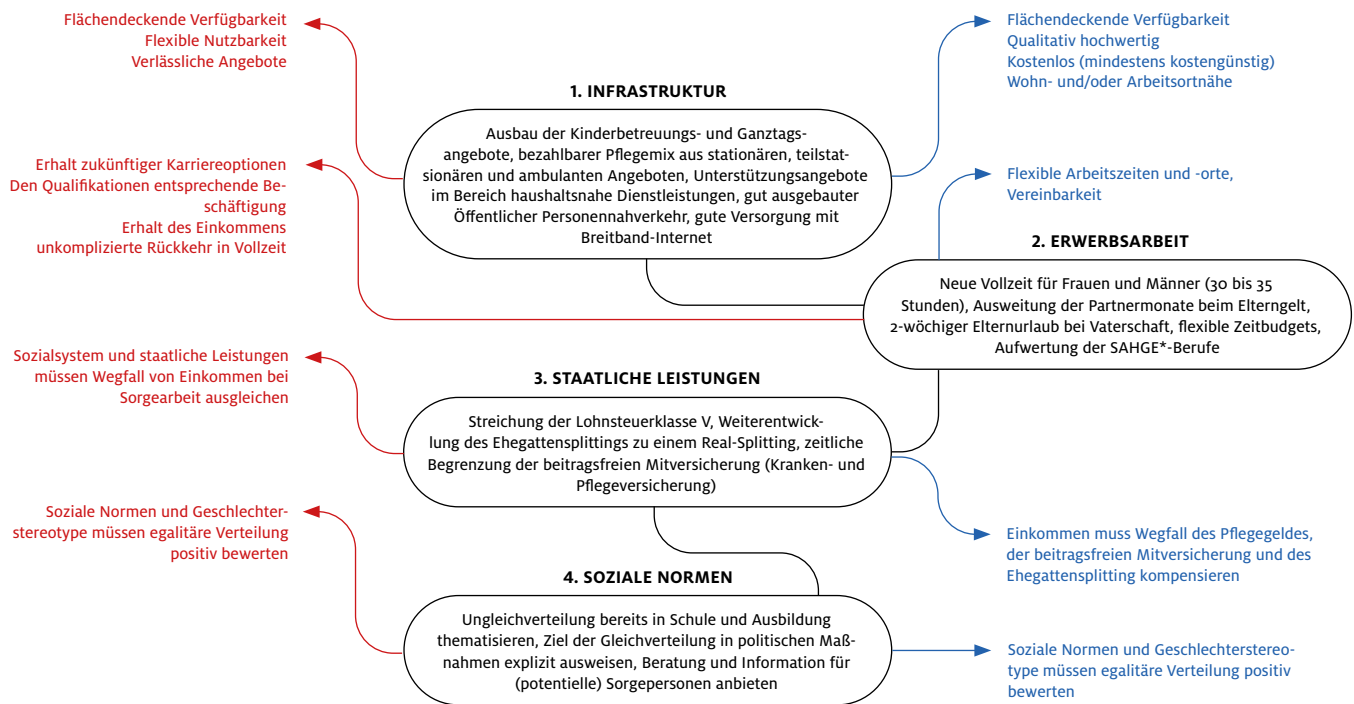 Flächendeckende Verfügbarkeit
Flexible Nutzbarkeit
Verlässliche Angebote
Flächendeckende Verfügbarkeit
Qualitativ hochwertig
Kostenlos (mindestens kostengünstig)
Wohn- und/oder Arbeitsortnähe
1. INFRASTRUKTUR
Ausbau der Kinderbetreuungs- und Ganztags-
angebote, bezahlbarer Pflegemix aus stationären, teilstat-
sionären und ambulanten Angeboten, Unterstützungsangebote
im Bereich haushaltsnahe Dienstleistungen, gut ausgebauter
Öffentlicher Personennahverkehr, gute Versorgung mit
Breitband-Internet
Erhalt zukünftiger Karriereoptionen
Den Qualifikationen entsprechende Be-
schäftigung
Erhalt des Einkommens
unkomplizierte Rückkehr in Vollzeit
Flexible Arbeitszeiten und -orte,
Vereinbarkeit
2. ERWERBSARBEIT
Neue Vollzeit für Frauen und Männer (30 bis 35
Stunden), Ausweitung der Partnermonate beim Elterngelt,
2-wöchiger Elternurlaub bei Vaterschaft, flexible Zeitbudgets,
Aufwertung der SAHGE*-Berufe
Sozialsystem und staatliche Leistungen
müssen Wegfall von Einkommen bei
Sorgearbeit ausgleichen
3. STAATLICHE LEISTUNGEN
Streichung der Lohnsteuerklasse V, Weiterentwick-
lung des Ehegattensplittings zu einem Real-Splitting, zeitliche
Begrenzung der beitragsfreien Mitversicherung (Kranken- und
Pflegeversicherung)
Soziale Normen und Geschlechter-
stereotype müssen egalitäre Verteilung
positiv bewerten
Einkommen muss Wegfall des Pflegegeldes,
der beitragsfreien Mitversicherung und des
Ehegattensplitting kompensieren
4. SOZIALE NORMEN
Ungleichverteilung bereits in Schule und Ausbildung
thematisieren, Ziel der Gleichverteilung in politischen Maß-
nahmen explizit ausweisen, Beratung und Information für
(potentielle) Sorgepersonen anbieten
Soziale Normen und Geschlechterstereo-
type müssen egalitäre Verteilung positiv
bewerten